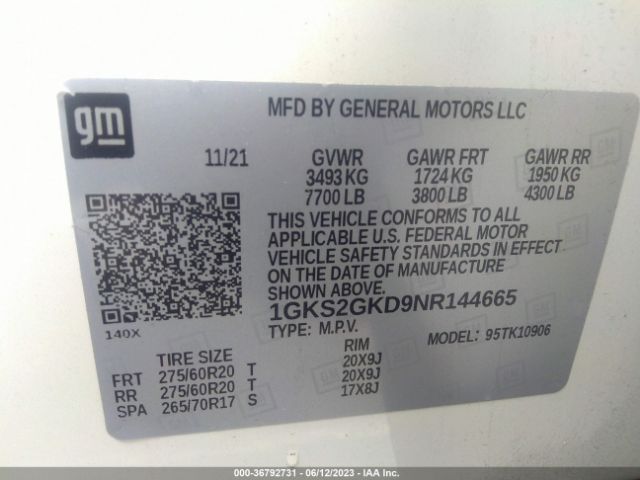 gm
MFD BY GENERAL MOTORS LLC
11/21 GVWR GAWR FRT GAWR RR
3493 KG 1724 KG 1950 KG
7700 LB 3800 LB 4300 LB
THIS VEHICLE CONFORMS TO ALL
APPLICABLE U.S. FEDERAL MOTOR
VEHICLE SAFETY STANDARDS IN EFFECT
ON THE DATE OF MANUFACTURE
SHOWN ABOVE.
1GKS2GKD9NR144665
140X
TYPE: M.P.V. MODEL: 95TK10906
TIRE SIZE RIM
FRT 275/60R20 T 20X9J
RR 275/60R20 T 20X9J
SPA 265/70R17 S 17X8J
000-36792731 - 06/12/2023 - IAA Inc.